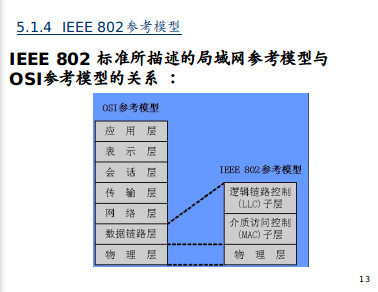 5.1.4 IEEE 802参考模型
IEEE 802 标准所描述的局域网参考模型与
OSI参考模型的关系 ：
OSI参考模型
应 用 层
表 示 层
会 话 层
传 输 层
网 络 层
数据链路层
物 理 层
IEEE 802参考模型
逻辑链路控制
(LLC)子层
介质访问控制
(MAC)子层
物 理 层
13